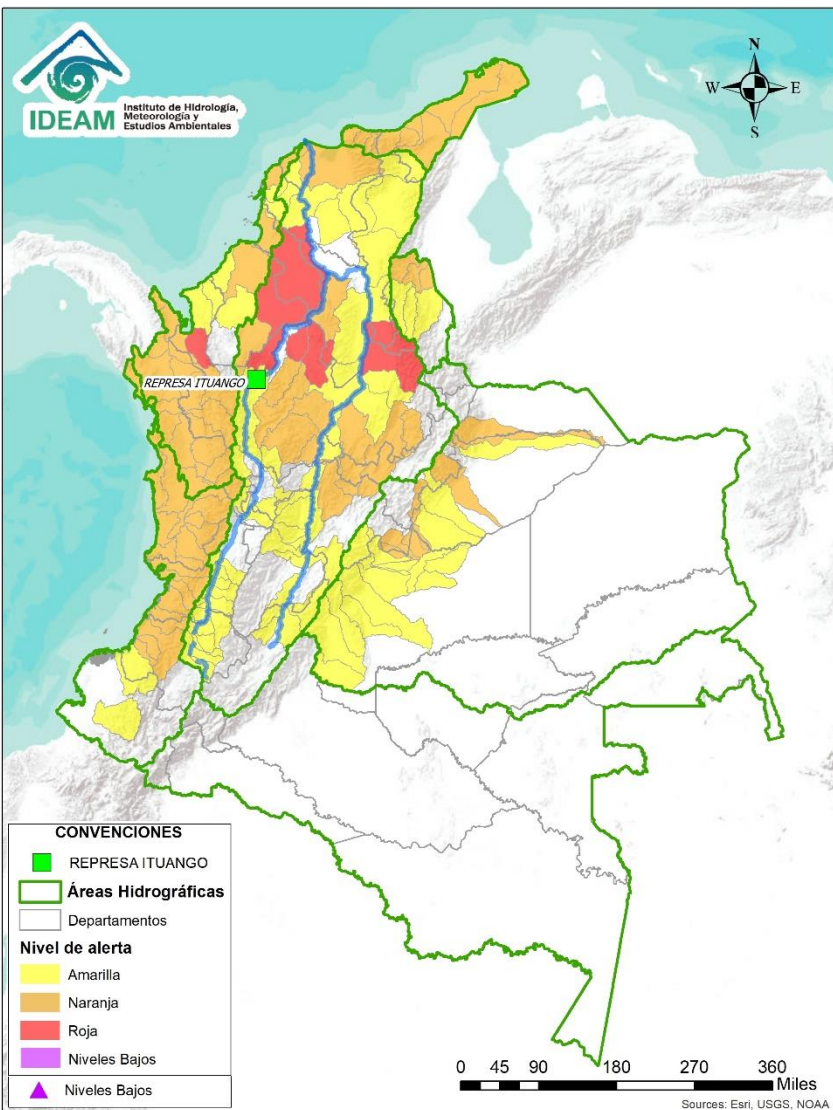 IDEAM
Instituto de Hidrología,
Meteorología y
Estudios Ambientales
N
W
E
S
REPRESA ITUANGO
CONVENCIONES
REPRESA ITUANGO
Áreas Hidrográficas
Departamentos
Nivel de alerta
Amarilla
Naranja
Roja
Niveles Bajos
Niveles Bajos
0 45 90 180 270 360
Miles
Sources: Esri, USGS, NOAA